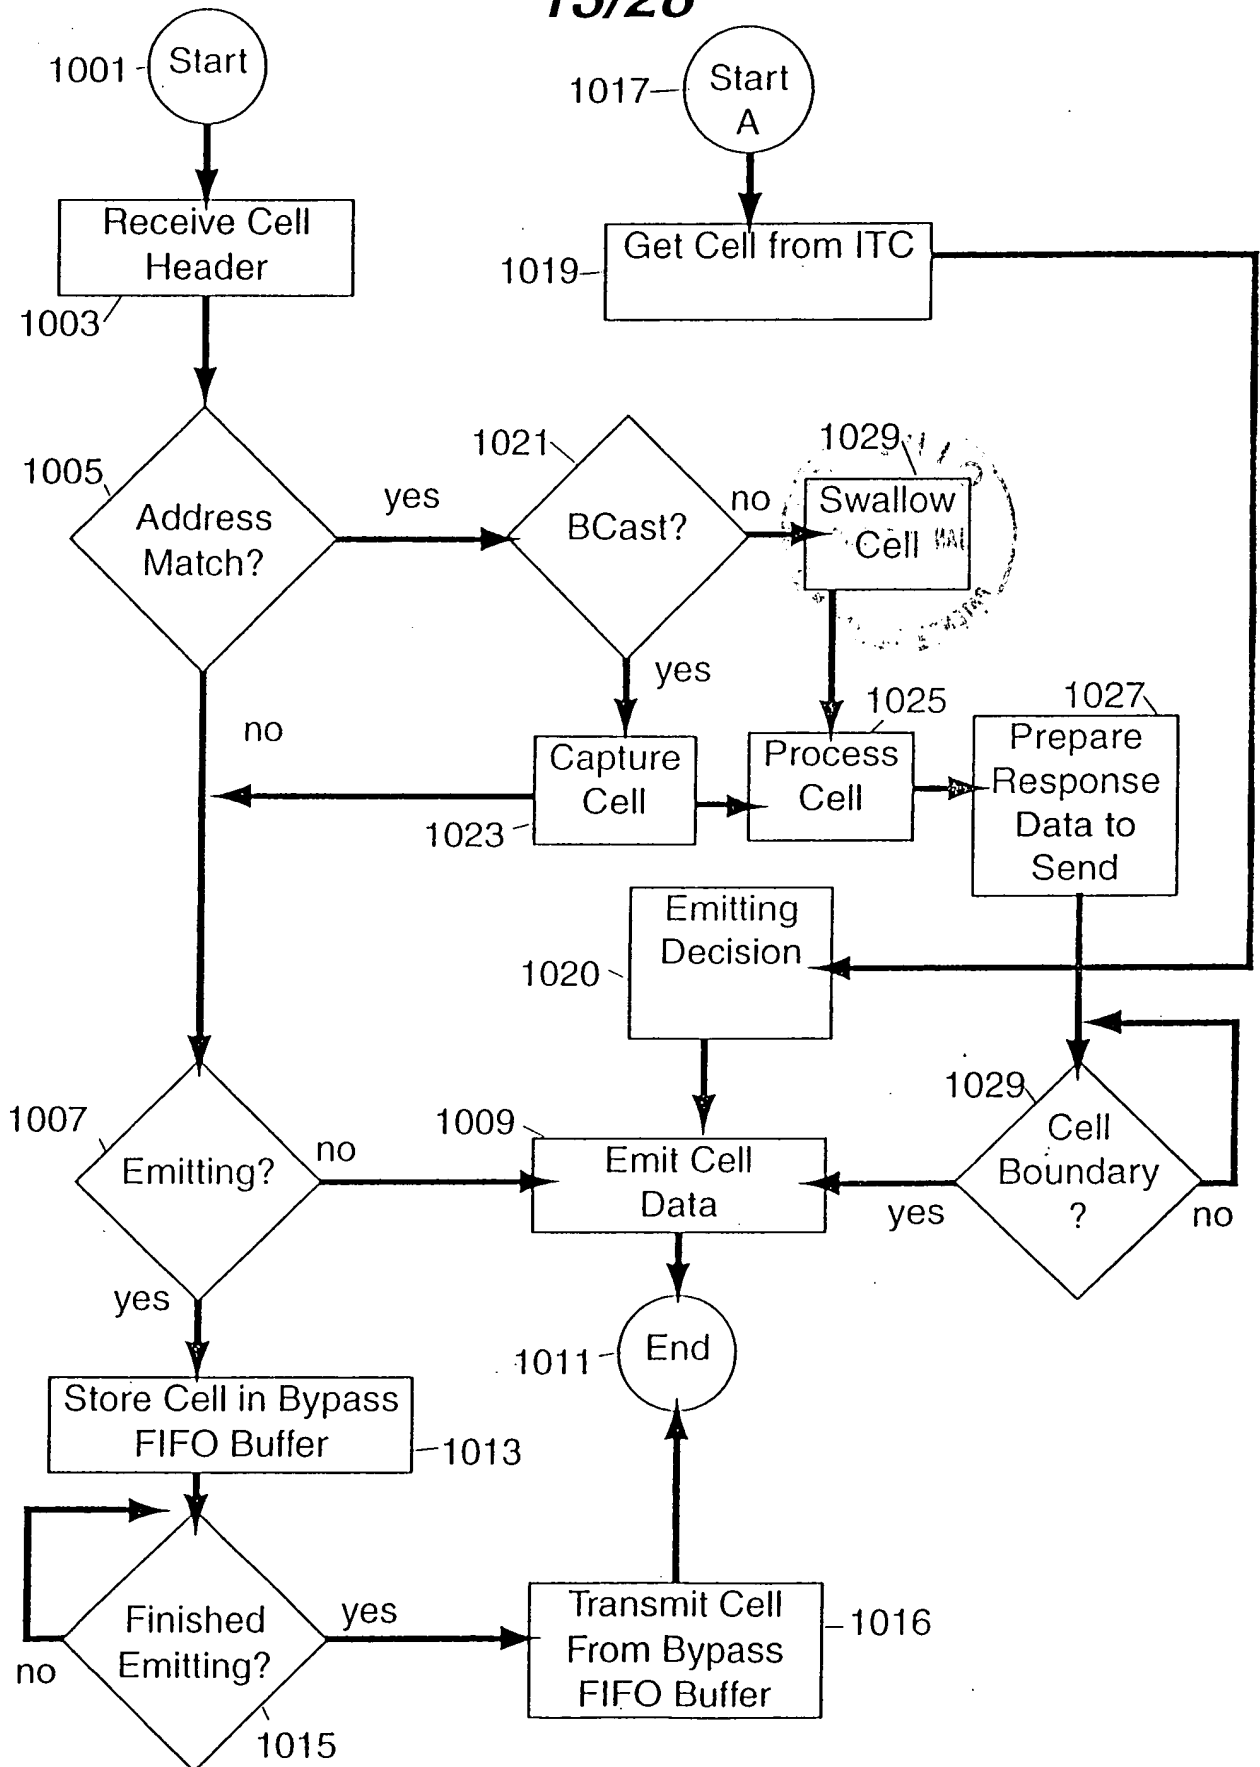 15/28
Start
1001
Start
A
1017
Receive Cell
Header
1003
Get Cell from ITC
1019
1005
Address
Match?
yes
no
1021
BCast?
no
yes
1029
Swallow
Cell
Capture
Cell
1023
1025
Process
Cell
1027
Prepare
Response
Data to
Send
Emitting
Decision
1020
1007
Emitting?
no
yes
1009
Emit Cell
Data
1029
Cell
Boundary
?
yes
no
End
1011
Store Cell in Bypass
FIFO Buffer
1013
Finished
Emitting?
no
yes
1015
Transmit Cell
From Bypass
FIFO Buffer
1016